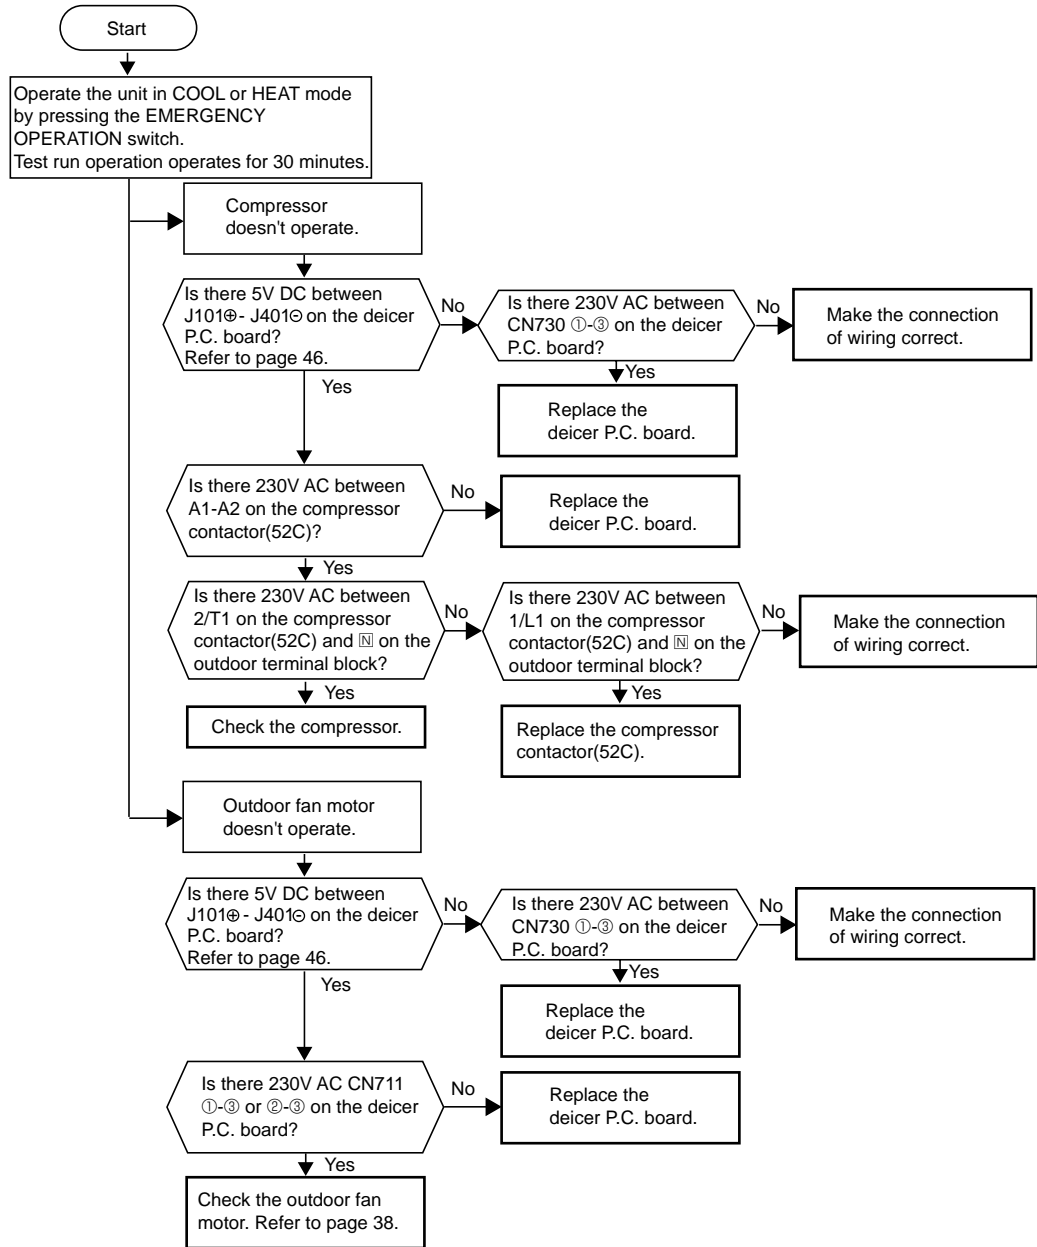 Start
Operate the unit in COOL or HEAT mode
by pressing the EMERGENCY
OPERATION switch.
Test run operation operates for 30 minutes.
Compressor
doesn't operate.
Is there 5V DC between
J101⊕- J401⊖ on the deicer
P.C. board?
Refer to page 46.
No
Is there 230V AC between
CN730 ①-③ on the deicer
P.C. board?
No
Make the connection
of wiring correct.
Yes
Yes
Replace the
deicer P.C. board.
Is there 230V AC between
A1-A2 on the compressor
contactor(52C)?
No
Replace the
deicer P.C. board.
Yes
Is there 230V AC between
2/T1 on the compressor
contactor(52C) and 🄽 on the
outdoor terminal block?
No
Is there 230V AC between
1/L1 on the compressor
contactor(52C) and 🄽 on the
outdoor terminal block?
No
Make the connection
of wiring correct.
Yes
Yes
Check the compressor.
Replace the compressor
contactor(52C).
Outdoor fan motor
doesn't operate.
Is there 5V DC between
J101⊕ - J401⊖ on the deicer
P.C. board?
Refer to page 46.
No
Is there 230V AC between
CN730 ①-③ on the deicer
P.C. board?
No
Make the connection
of wiring correct.
Yes
Yes
Replace the
deicer P.C. board.
Is there 230V AC CN711
①-③ or ②-③ on the deicer
P.C. board?
No
Replace the
deicer P.C. board.
Yes
Check the outdoor fan
motor. Refer to page 38.